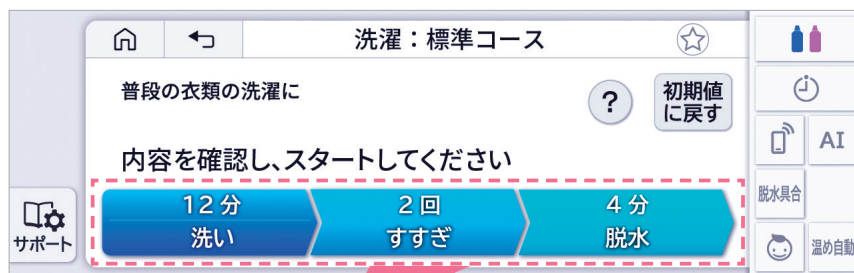 洗濯：標準コース
普段の衣類の洗濯に
?
初期値
に戻す
内容を確認し、スタートしてください
12分
洗い
2回
すすぎ
4分
脱水
サポート
AI
脱水具合
温め自動